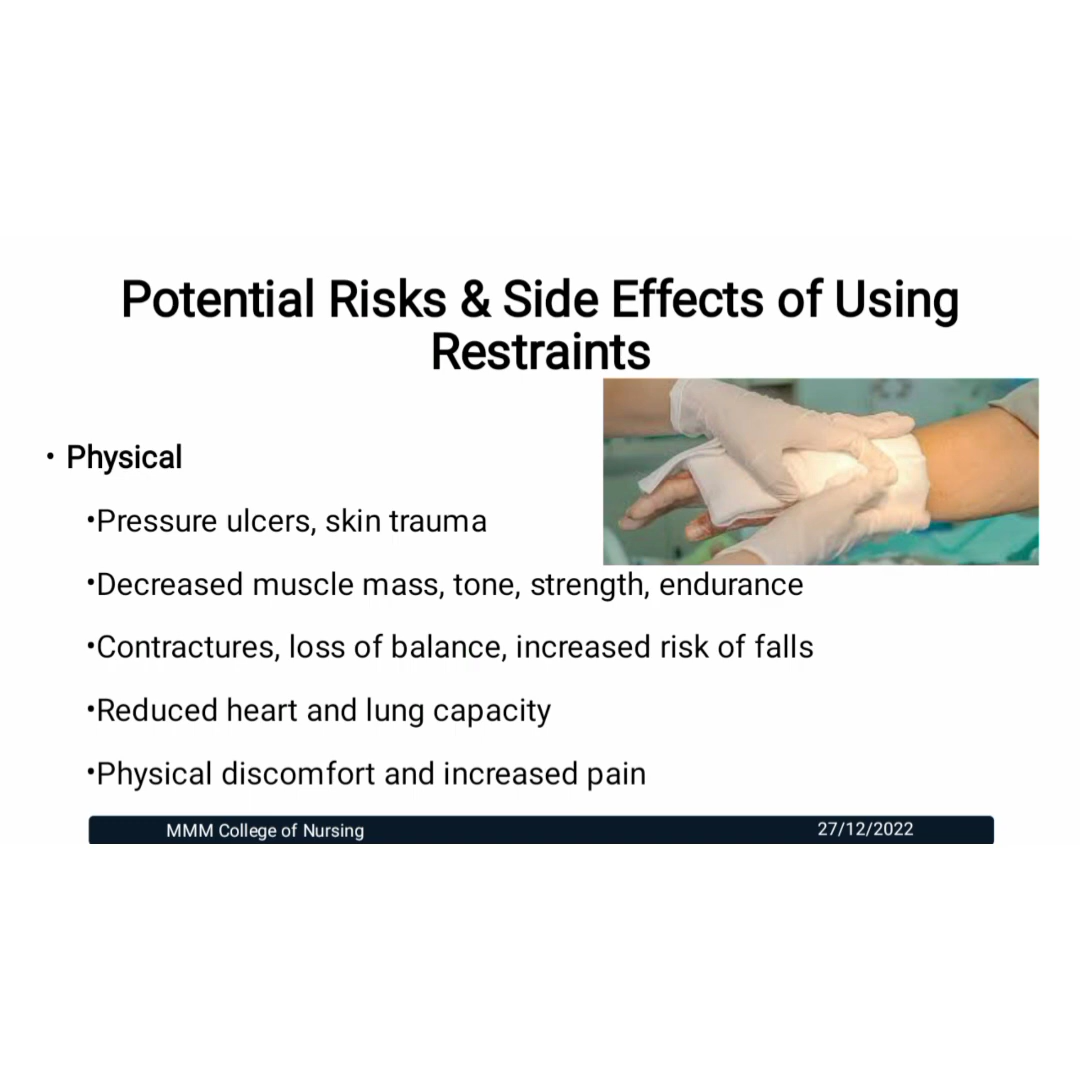 Potential Risks & Side Effects of Using
Restraints
• Physical
•Pressure ulcers, skin trauma
•Decreased muscle mass, tone, strength, endurance
•Contractures, loss of balance, increased risk of falls
•Reduced heart and lung capacity
•Physical discomfort and increased pain
MMM College of Nursing 27/12/2022